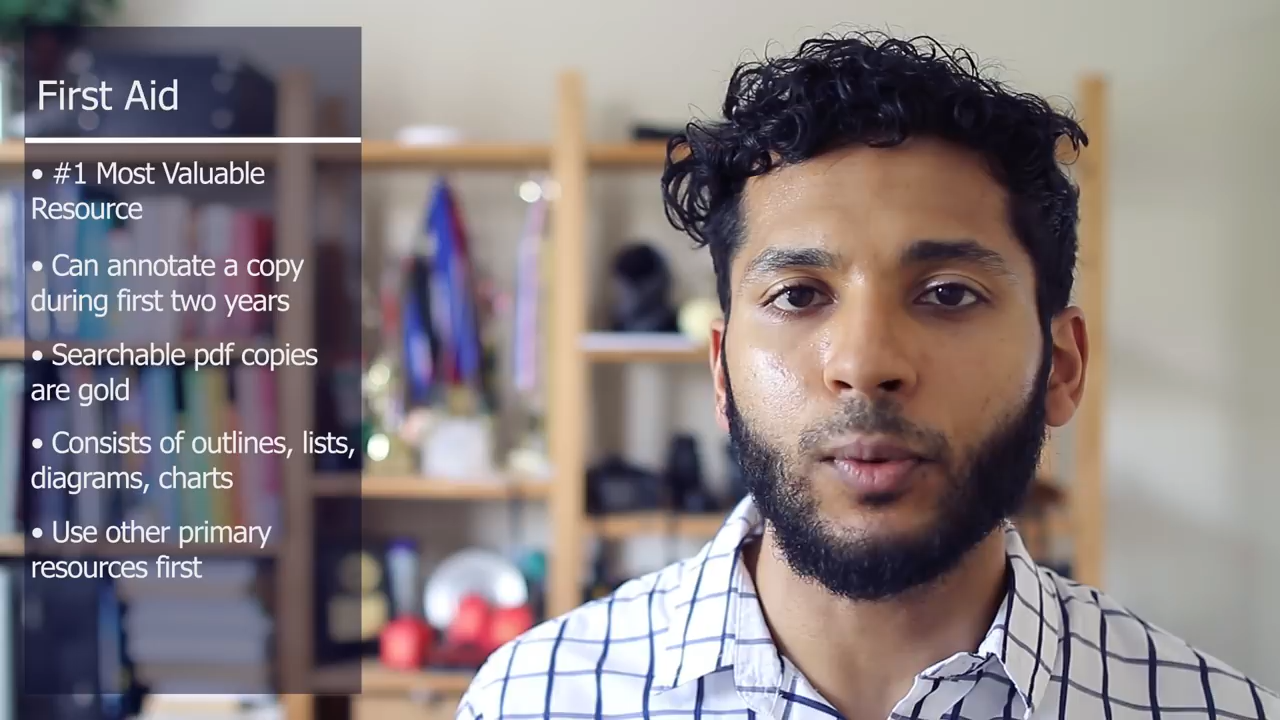 First Aid
• #1 Most Valuable
Resource
• Can annotate a copy
during first two years
• Searchable pdf copies
are gold
• Consists of outlines, lists,
diagrams, charts
• Use other primary
resources first